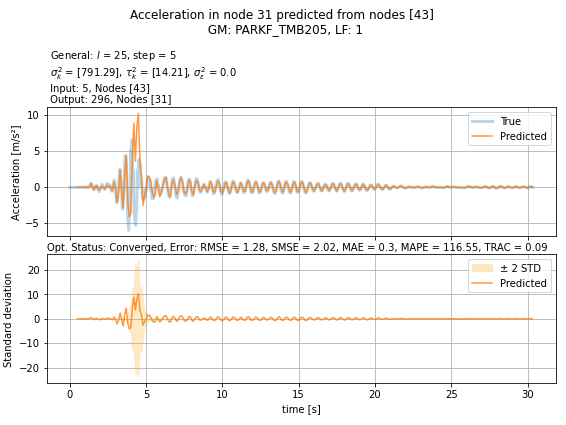 Acceleration in node 31 predicted from nodes [43]
GM: PARKF_TMB205, LF: 1
General: l = 25, step = 5
σ²ₖ = [791.29], τ²ₖ = [14.21], σ²_ε = 0.0
Input: 5, Nodes [43]
Output: 296, Nodes [31]
10
5
0
−5
Acceleration [m/s²]
True
Predicted
Opt. Status: Converged, Error: RMSE = 1.28, SMSE = 2.02, MAE = 0.3, MAPE = 116.55, TRAC = 0.09
20
10
0
−10
−20
Standard deviation
± 2 STD
Predicted
0 5 10 15 20 25 30
time [s]